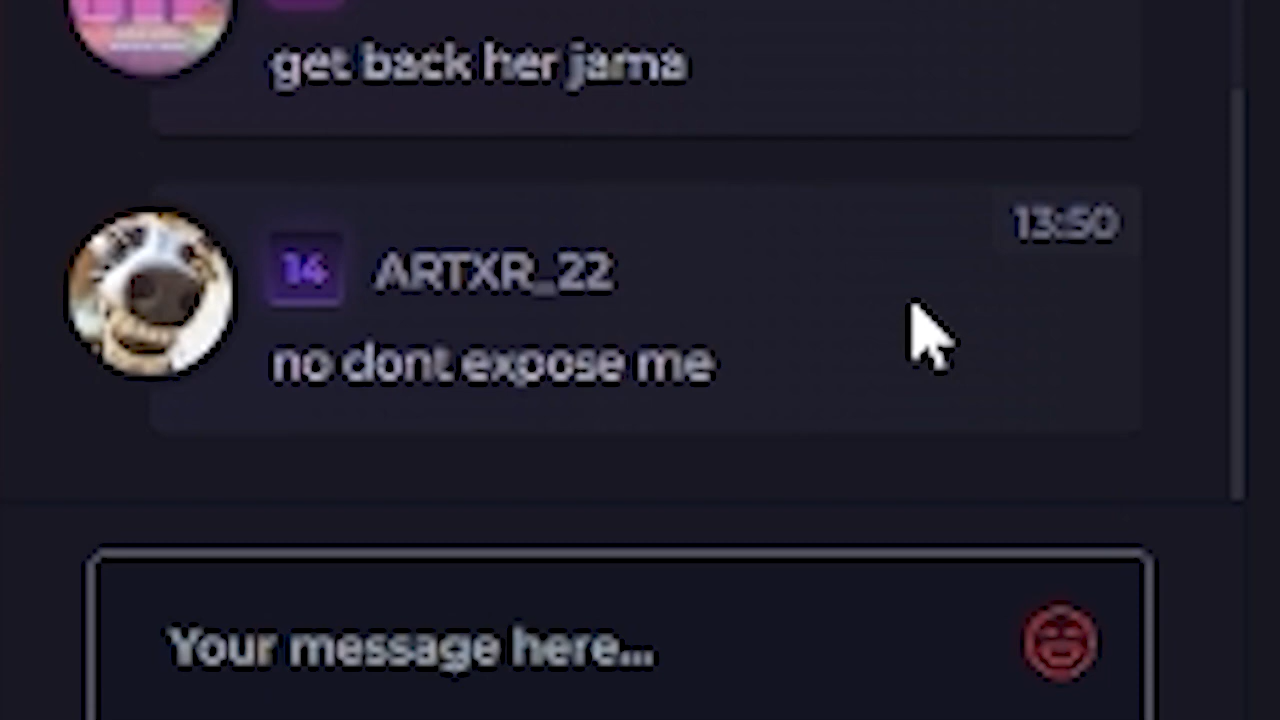 get back her jama
13:50
14 ARTXR_22
no dont expose me
Your message here...